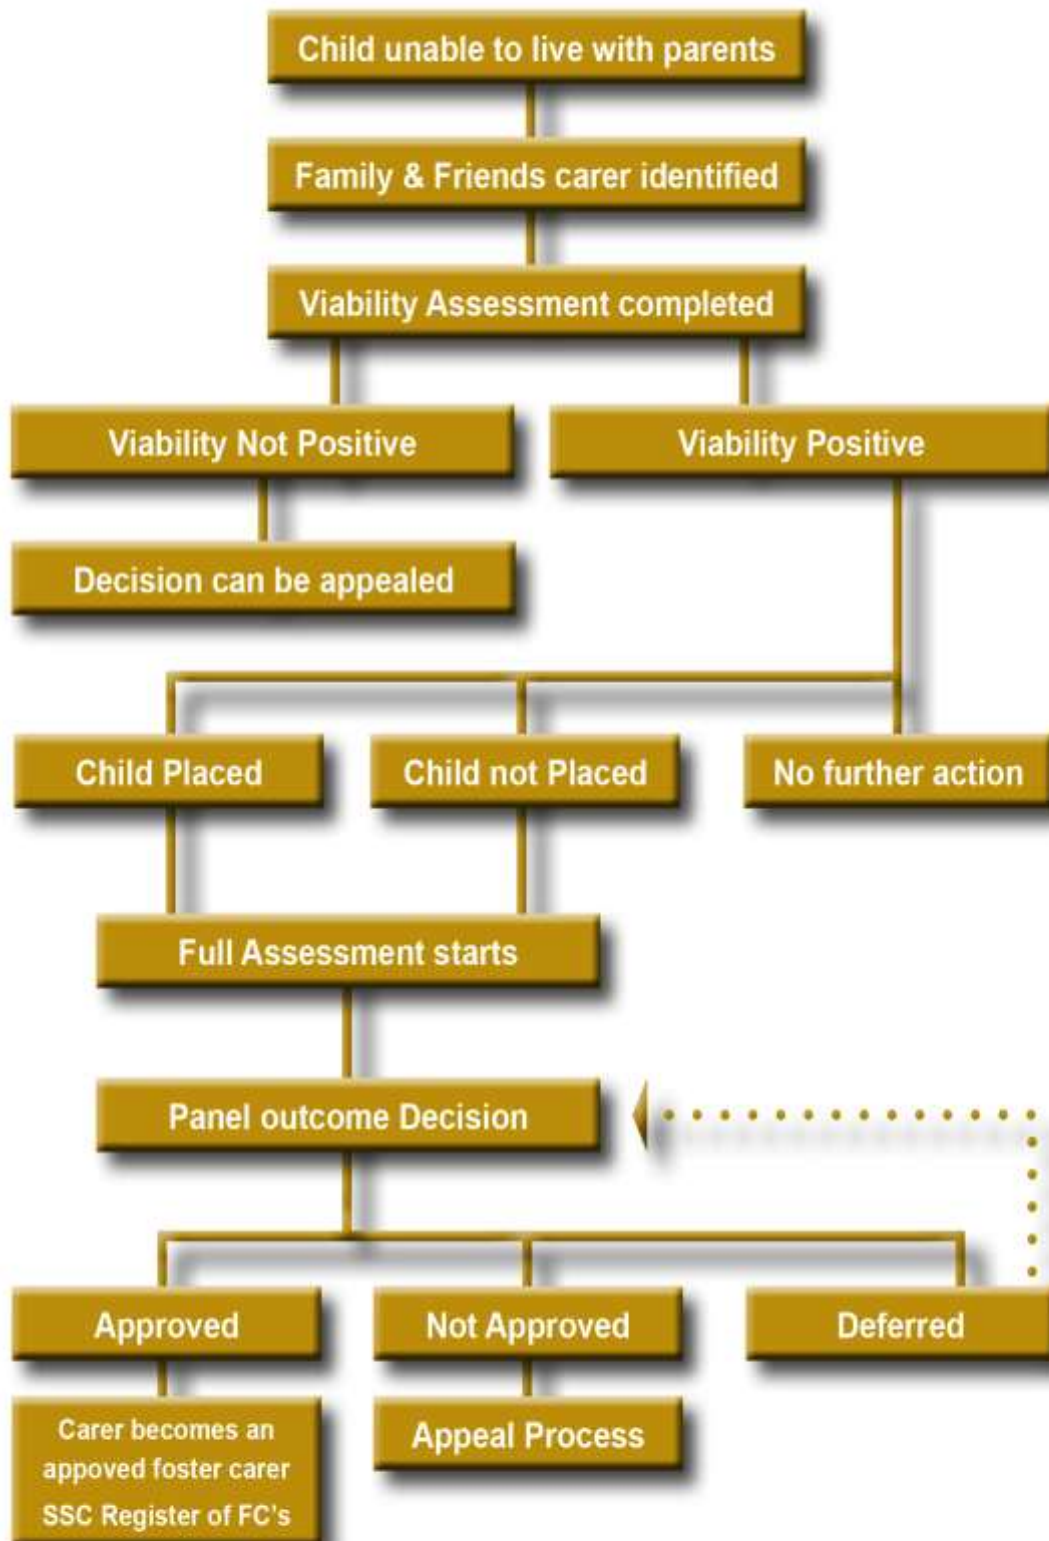 Child unable to live with parents
Family & Friends carer identified
Viability Assessment completed
Viability Not Positive
Viability Positive
Decision can be appealed
Child Placed
Child not Placed
No further action
Full Assessment starts
Panel outcome Decision
Approved
Not Approved
Deferred
Carer becomes an
appoved foster carer
SSC Register of FC's
Appeal Process